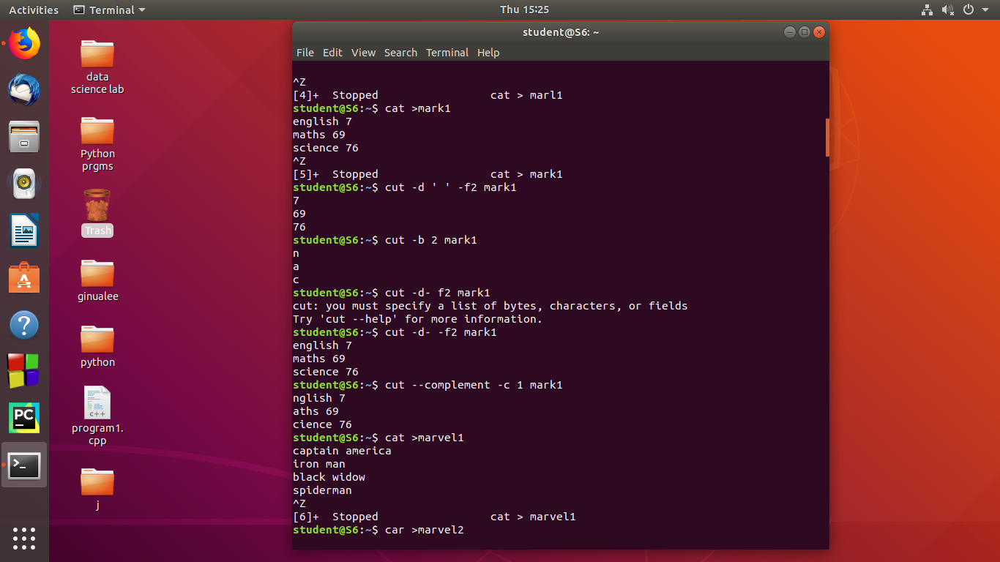 Activities
Terminal
Thu 15:25
data
science lab
Python
prgms
Trash
ginualee
python
c++
program1.
cpp
j
PC
student@S6: ~
File Edit View Search Terminal Help
^Z
[4]+  Stopped                 cat > marl1
student@S6:~$ cat >mark1
english 7
maths 69
science 76
^Z
[5]+  Stopped                 cat > mark1
student@S6:~$ cut -d ' ' -f2 mark1
7
69
76
student@S6:~$ cut -b 2 mark1
n
a
c
student@S6:~$ cut -d- f2 mark1
cut: you must specify a list of bytes, characters, or fields
Try 'cut --help' for more information.
student@S6:~$ cut -d- -f2 mark1
english 7
maths 69
science 76
student@S6:~$ cut --complement -c 1 mark1
nglish 7
aths 69
cience 76
student@S6:~$ cat >marvel1
captain america
iron man
black widow
spiderman
^Z
[6]+  Stopped                 cat > marvel1
student@S6:~$ car >marvel2